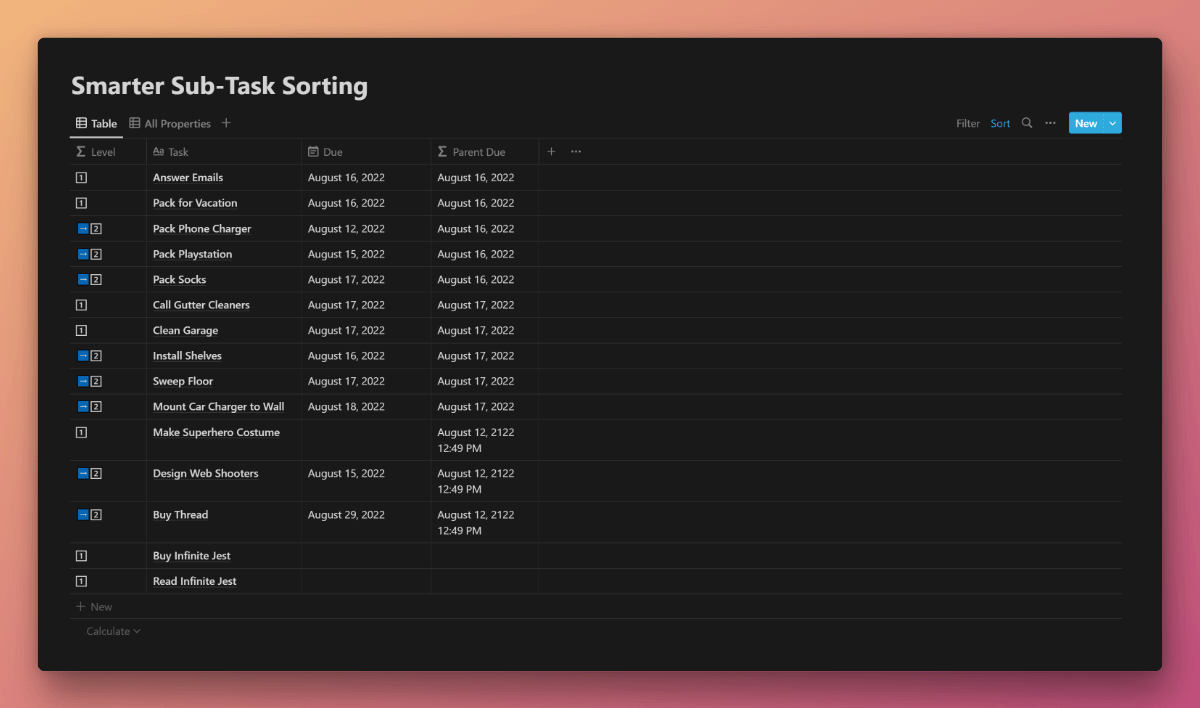 Smarter Sub-Task Sorting
Table All Properties Filter Sort New
Level Task Due Parent Due
1 Answer Emails August 16, 2022 August 16, 2022
1 Pack for Vacation August 16, 2022 August 16, 2022
→ 2 Pack Phone Charger August 12, 2022 August 16, 2022
→ 2 Pack Playstation August 15, 2022 August 16, 2022
→ 2 Pack Socks August 17, 2022 August 16, 2022
1 Call Gutter Cleaners August 17, 2022 August 17, 2022
1 Clean Garage August 17, 2022 August 17, 2022
→ 2 Install Shelves August 16, 2022 August 17, 2022
→ 2 Sweep Floor August 17, 2022 August 17, 2022
→ 2 Mount Car Charger to Wall August 18, 2022 August 17, 2022
1 Make Superhero Costume August 12, 2122
12:49 PM
→ 2 Design Web Shooters August 15, 2022 August 12, 2122
12:49 PM
→ 2 Buy Thread August 29, 2022 August 12, 2122
12:49 PM
1 Buy Infinite Jest
1 Read Infinite Jest
+ New
Calculate